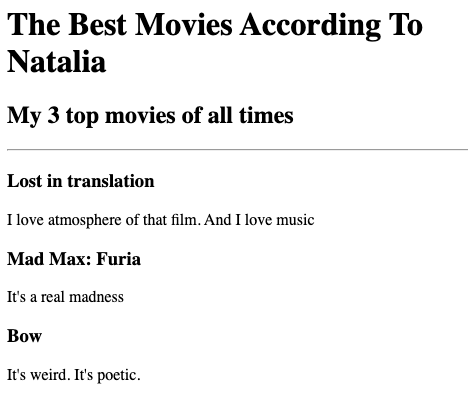 The Best Movies According To
Natalia
My 3 top movies of all times
Lost in translation
I love atmosphere of that film. And I love music
Mad Max: Furia
It's a real madness
Bow
It's weird. It's poetic.